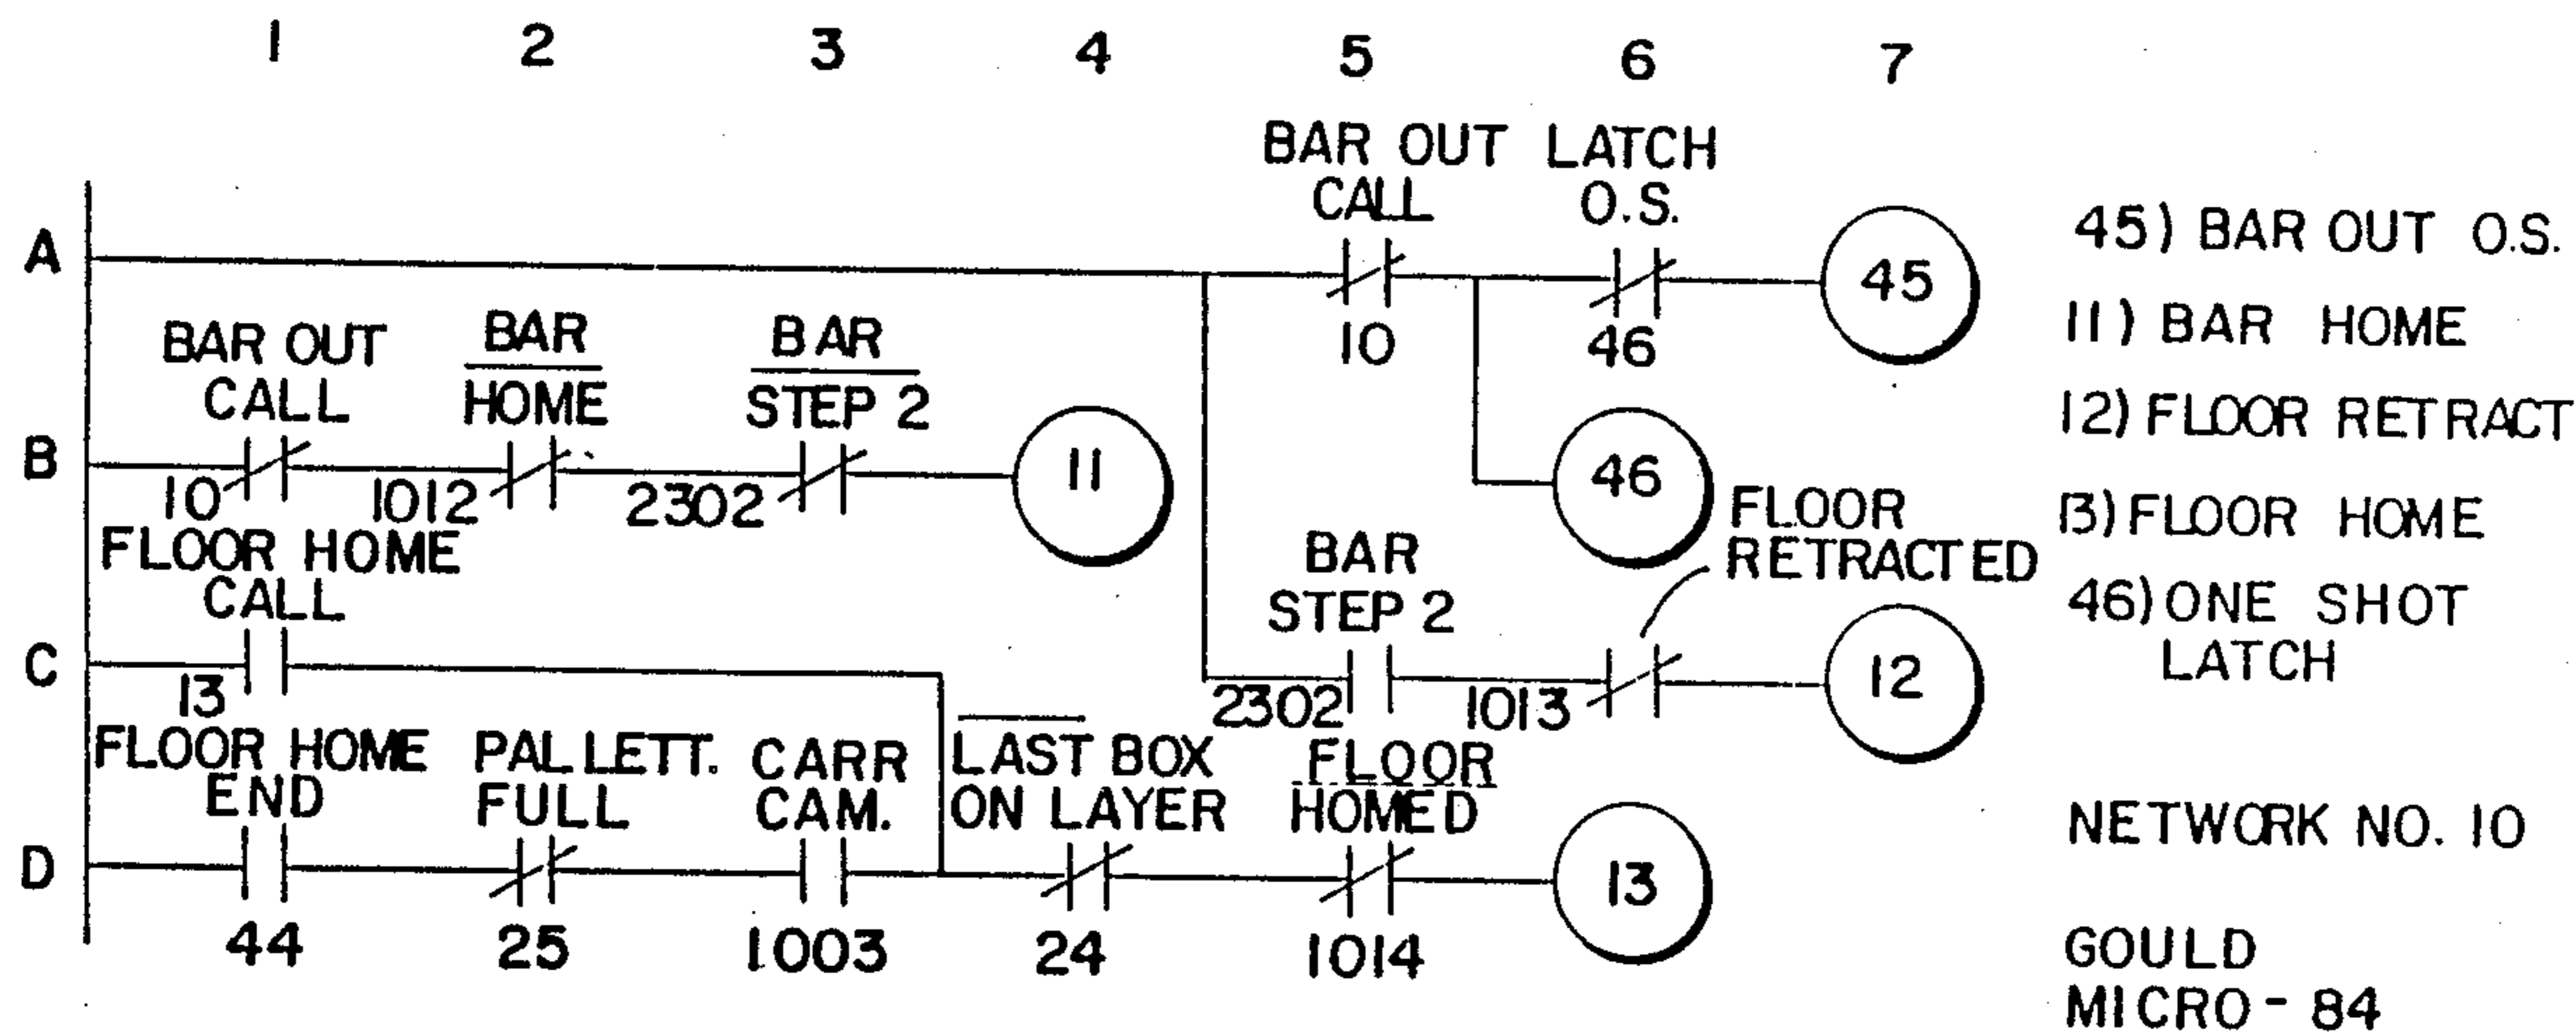 1 2 3 4 5 6 7
BAR OUT
CALL
LATCH
O.S.
A
45
10
46
45) BAR OUT O.S.
11) BAR HOME
12) FLOOR RETRACT
13) FLOOR HOME
46) ONE SHOT
LATCH
BAR OUT
CALL
BAR
HOME
BAR
STEP 2
B
10
1012
2302
11
46
FLOOR
RETRACTED
FLOOR HOME
CALL
BAR
STEP 2
C
13
2302
1013
12
FLOOR HOME
END
PALLETT.
FULL
CARR
CAM.
LAST BOX
ON LAYER
FLOOR
HOMED
D
13
44
25
1003
24
1014
NETWORK NO. 10
GOULD
MICRO-84